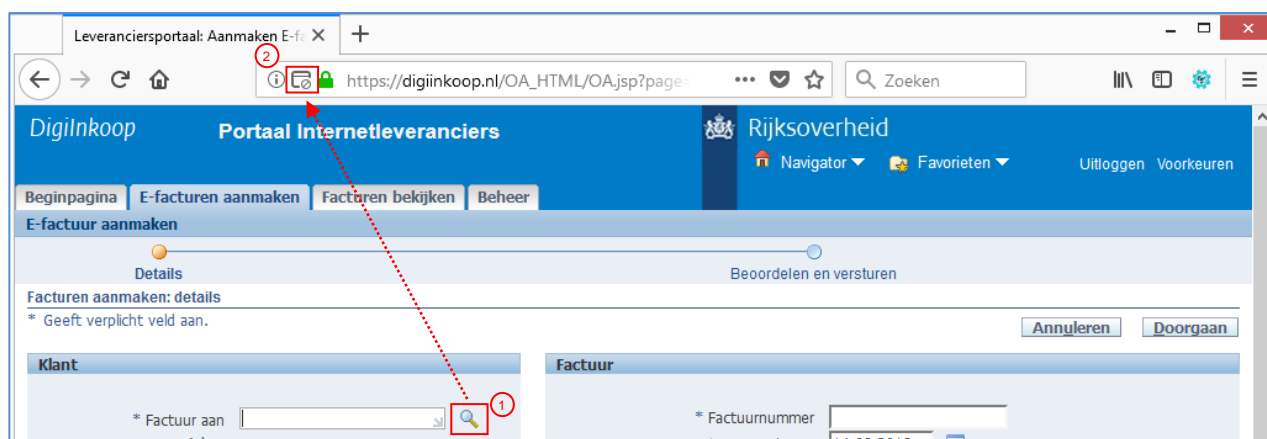 Leveranciersportaal: Aanmaken E-fa
2
https://digiinkoop.nl/OA_HTML/OA.jsp?page=
Zoeken
DigiInkoop
Portaal Internetleveranciers
Rijksoverheid
Navigator Favorieten Uitloggen Voorkeuren
Beginpagina E-facturen aanmaken Facturen bekijken Beheer
E-factuur aanmaken
Details Beoordelen en versturen
Facturen aanmaken: details
* Geeft verplicht veld aan.
Annuleren Doorgaan
Klant Factuur
* Factuur aan 1 * Factuurnummer